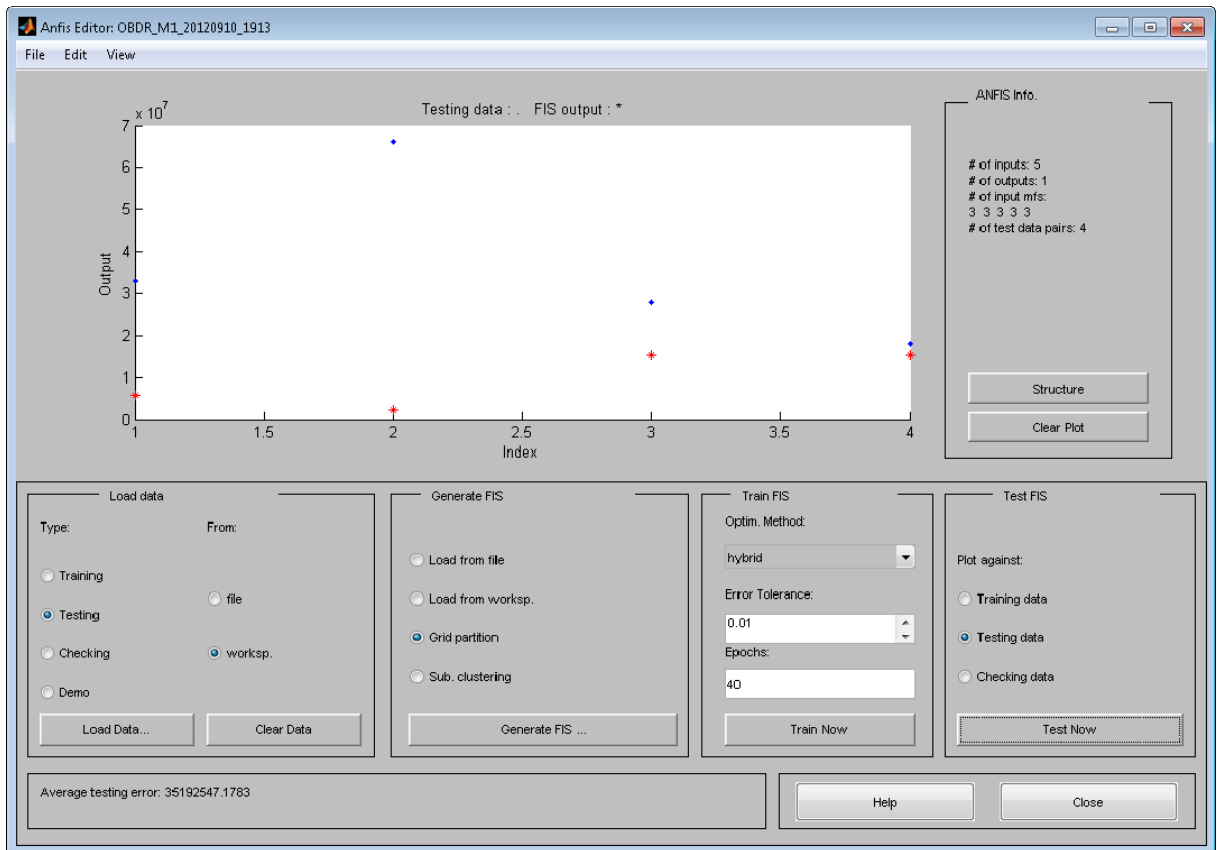 Anfis Editor: OBDR_M1_20120910_1913
File Edit View
x 10^7
Testing data : . FIS output : *
7
6
5
4
3
2
1
0
Output
1 1.5 2 2.5 3 3.5 4
Index
ANFIS Info.
# of inputs: 5
# of outputs: 1
# of input mfs:
3 3 3 3 3
# of test data pairs: 4
Structure
Clear Plot
Load data
Type:
From:
Training
Testing
Checking
Demo
file
worksp.
Load Data...
Clear Data
Generate FIS
Load from file
Load from worksp.
Grid partition
Sub. clustering
Generate FIS ...
Train FIS
Optim. Method:
hybrid
Error Tolerance:
0.01
Epochs:
40
Train Now
Test FIS
Plot against:
Training data
Testing data
Checking data
Test Now
Average testing error: 35192547.1783
Help
Close